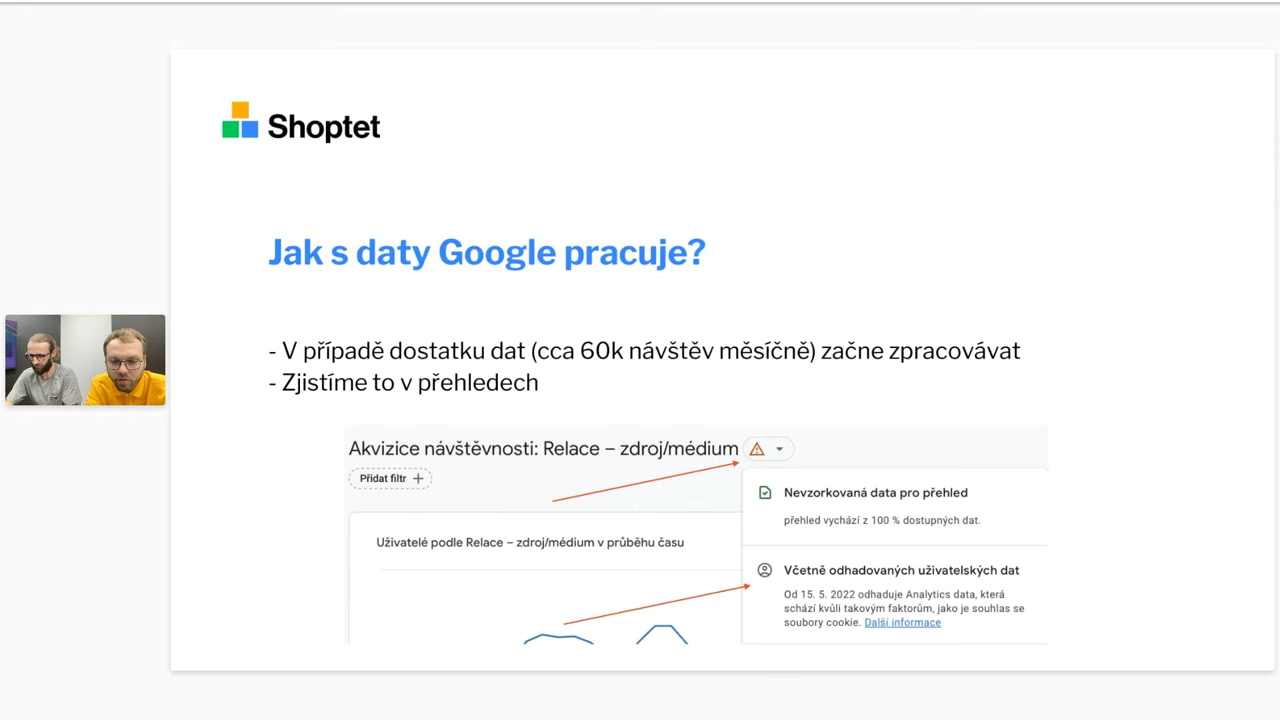 Shoptet
Jak s daty Google pracuje?
- V případě dostatku dat (cca 60k návštěv měsíčně) začne zpracovávat
- Zjistíme to v přehledech
Akvizice návštěvnosti: Relace – zdroj/médium
Přidat filtr +
Nevzorkovaná data pro přehled
přehled vychází z 100 % dostupných dat.
Uživatelé podle Relace – zdroj/médium v průběhu času
Včetně odhadovaných uživatelských dat
Od 15. 5. 2022 odhaduje Analytics data, která
schází kvůli takovým faktorům, jako je souhlas se
soubory cookie. Další informace